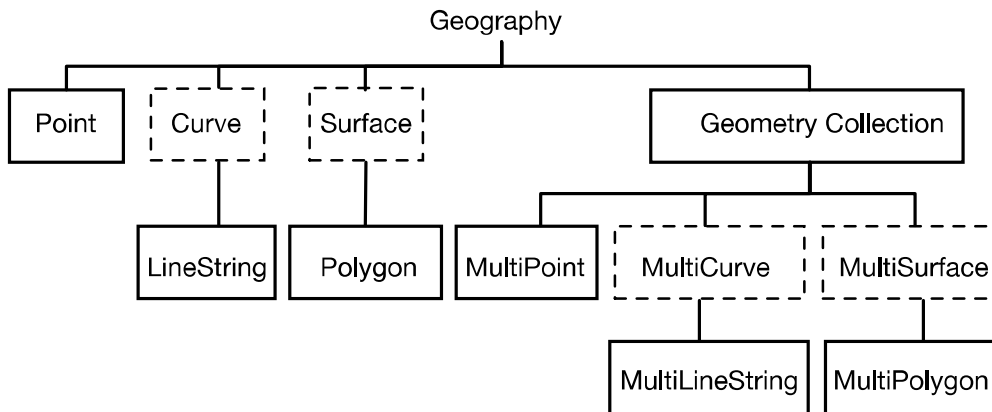 Geography
Point
Curve
Surface
Geometry Collection
LineString
Polygon
MultiPoint
MultiCurve
MultiSurface
MultiLineString
MultiPolygon